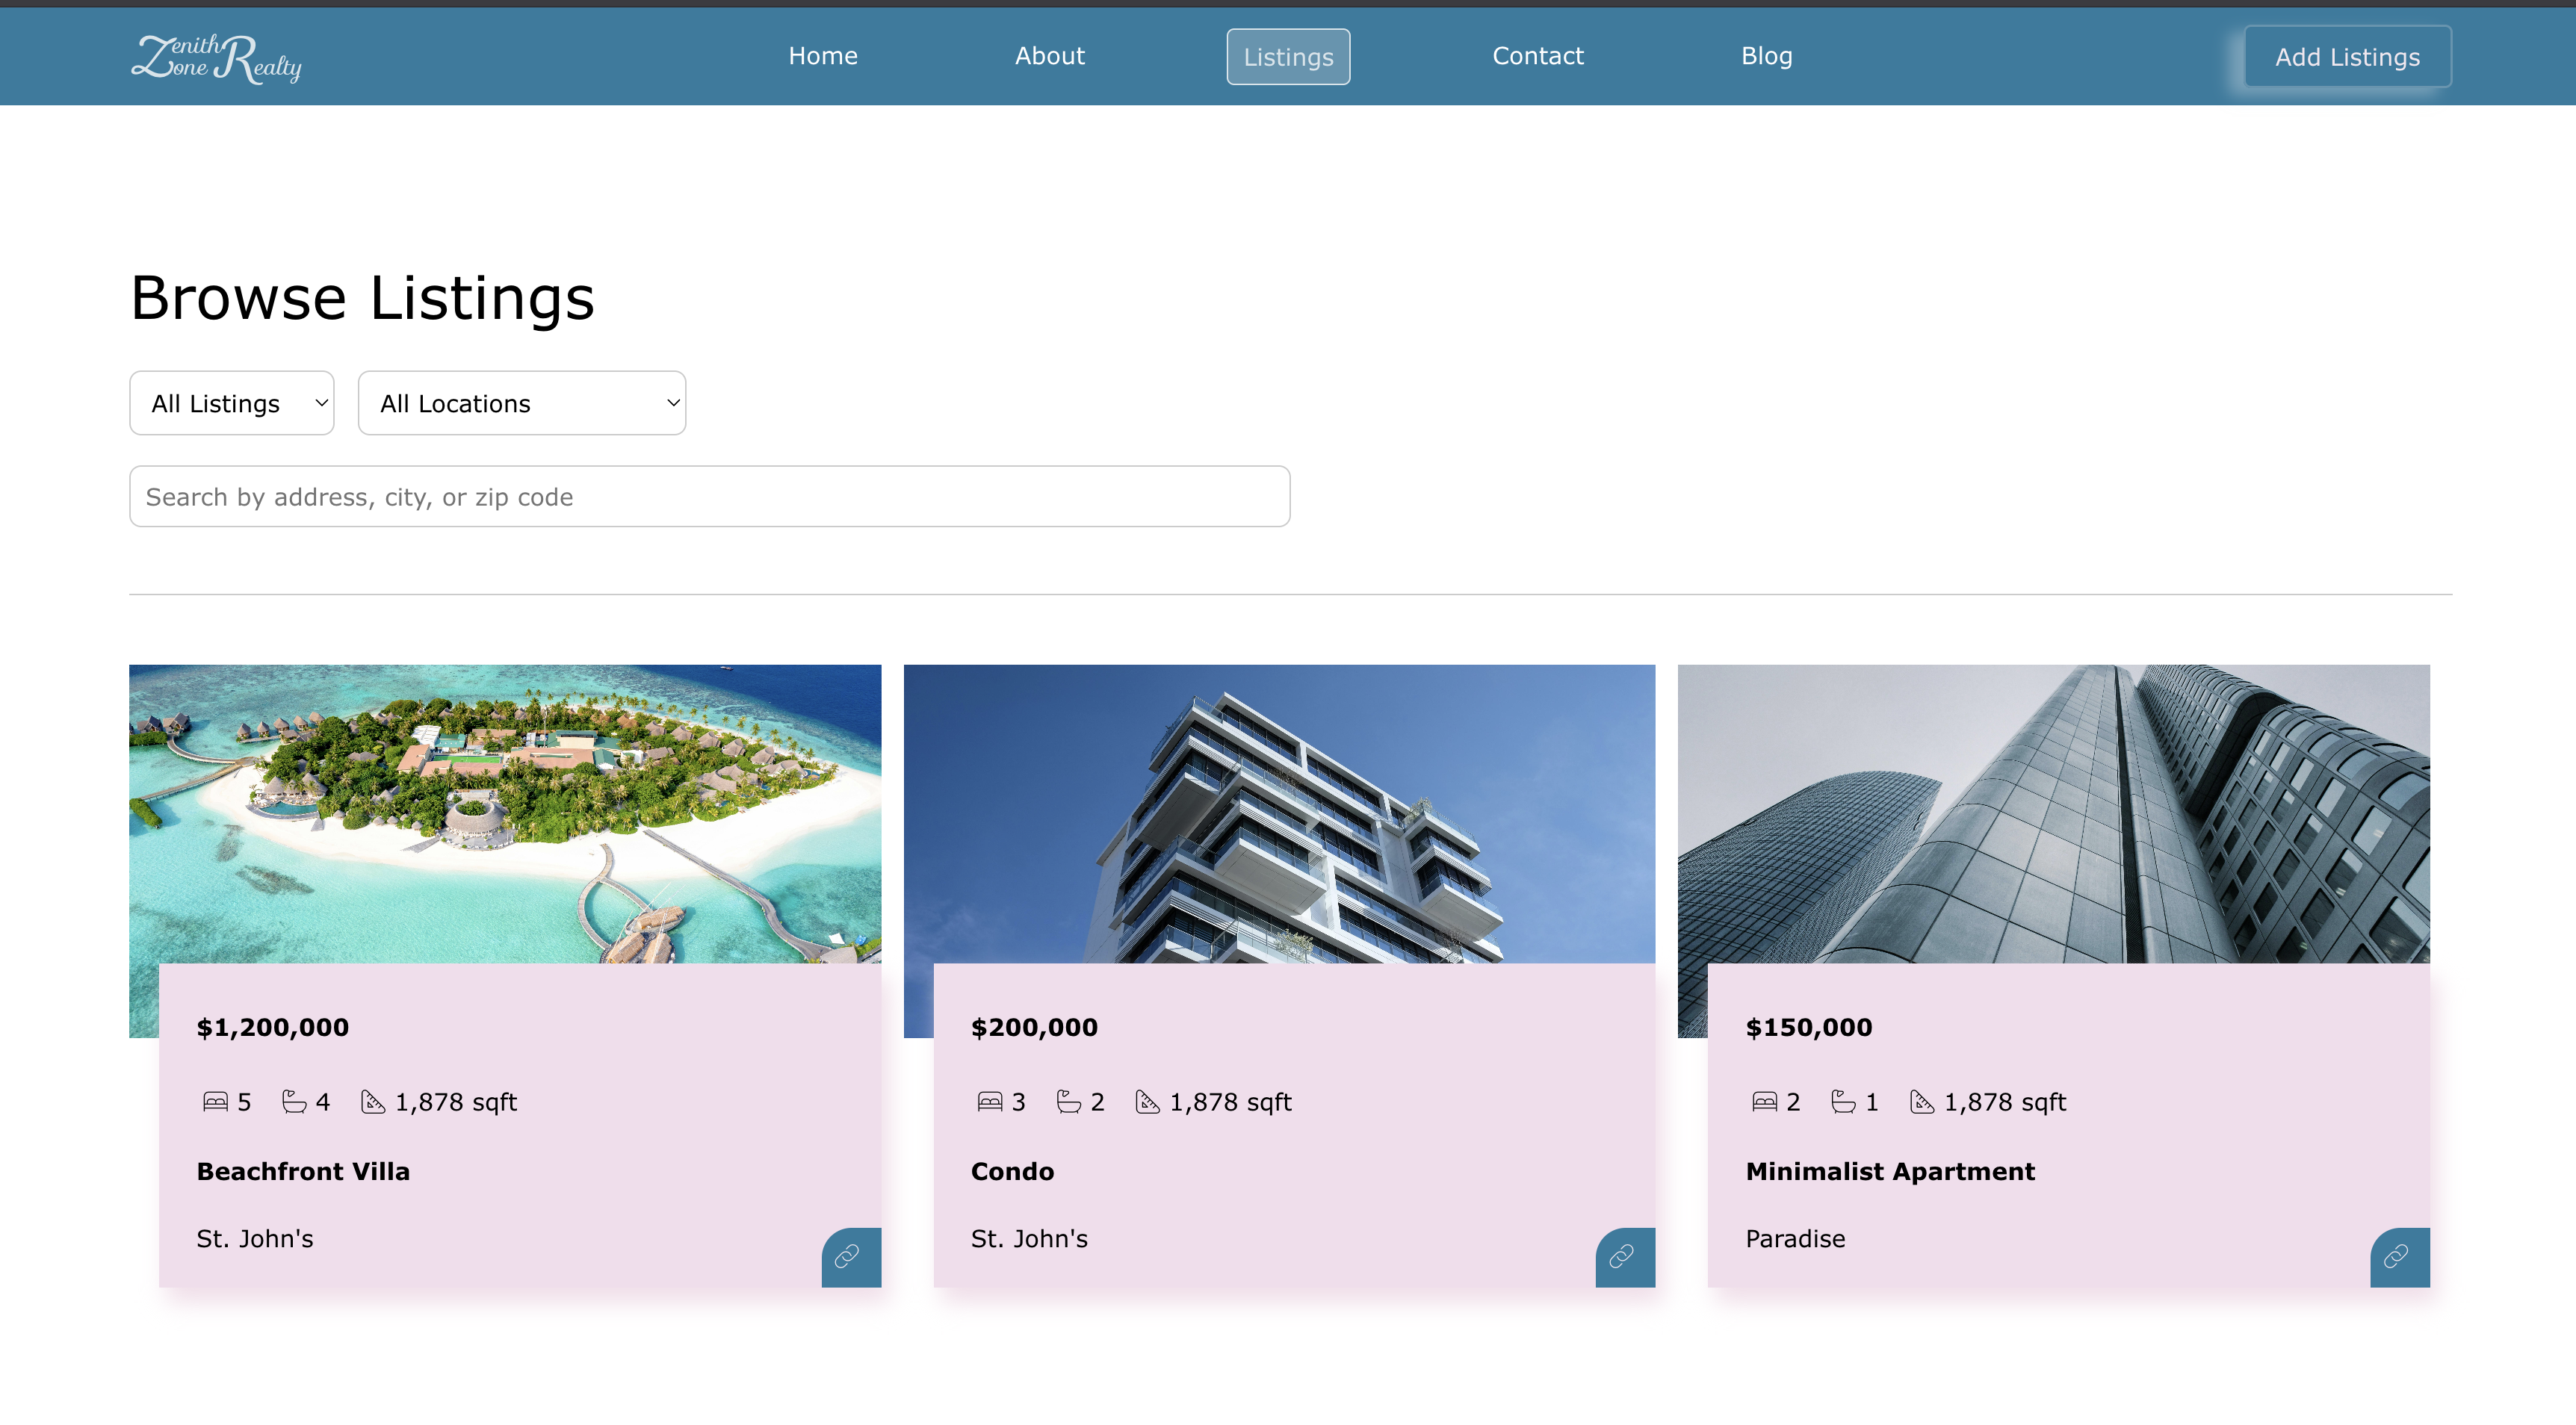 Zenith Zone Realty
Home
About
Listings
Contact
Blog
Add Listings
Browse Listings
All Listings
All Locations
Search by address, city, or zip code
$1,200,000
5 4 1,878 sqft
Beachfront Villa
St. John's
$200,000
3 2 1,878 sqft
Condo
St. John's
$150,000
2 1 1,878 sqft
Minimalist Apartment
Paradise